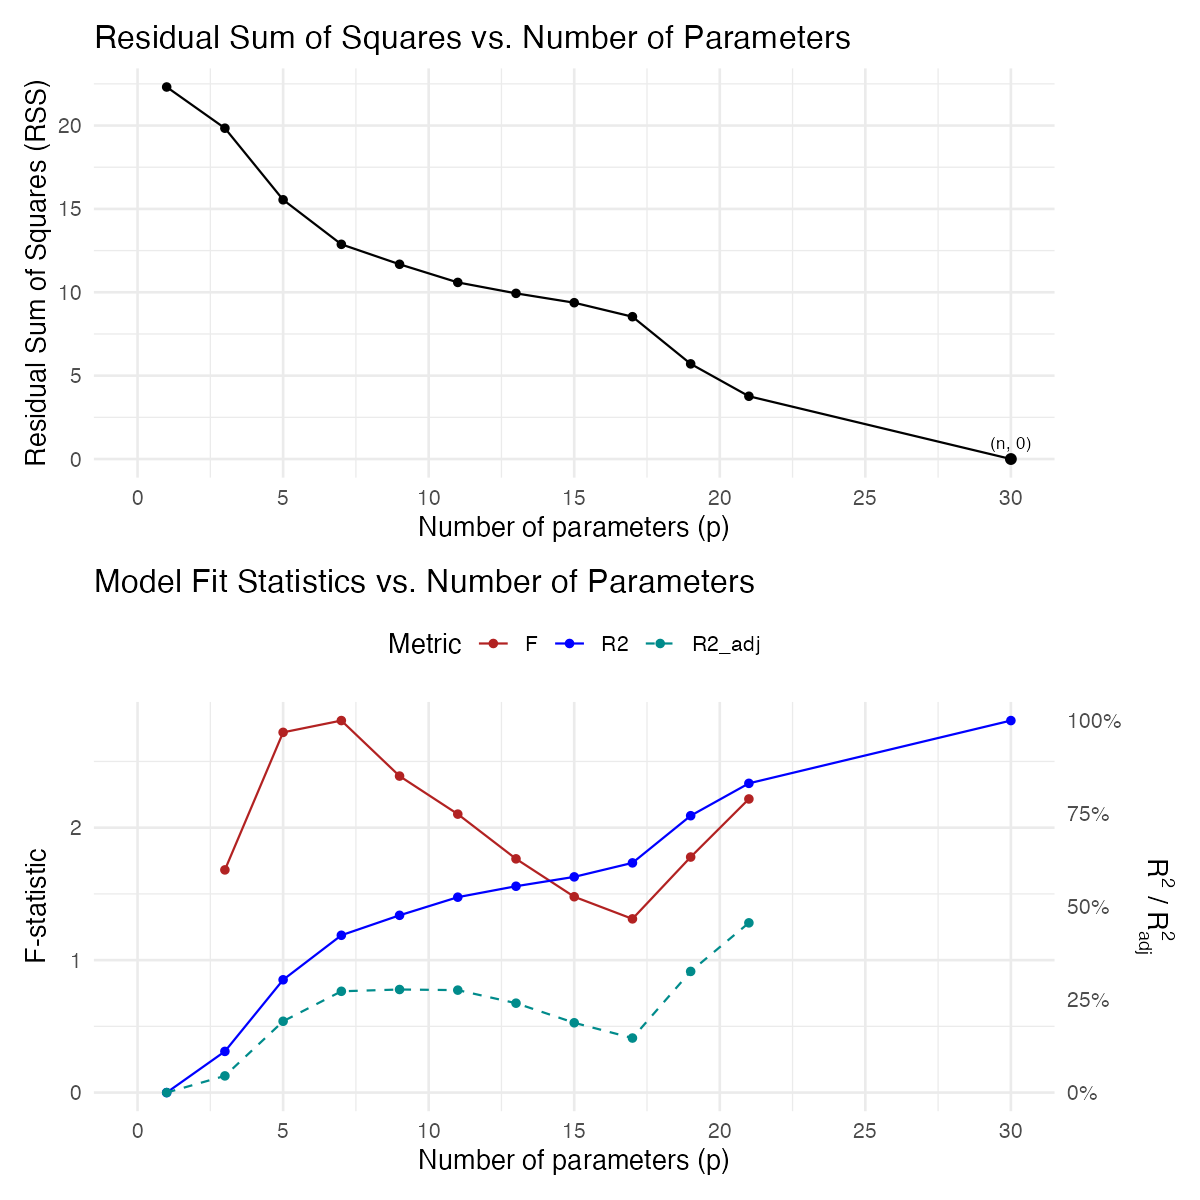 Residual Sum of Squares vs. Number of Parameters
Residual Sum of Squares (RSS)
20
15
10
5
0
(n, 0)
0 5 10 15 20 25 30
Number of parameters (p)
Model Fit Statistics vs. Number of Parameters
Metric F R2 R2_adj
F-statistic
2
1
0
100%
75%
50%
25%
0%
R² / R²adj
0 5 10 15 20 25 30
Number of parameters (p)